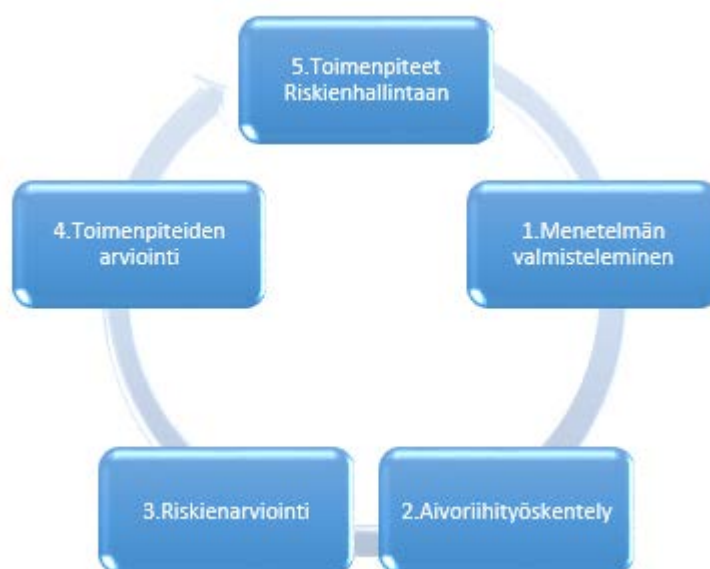 5.Toimenpiteet
Riskienhallintaan
1.Menetelmän
valmisteleminen
2.Aivoriihityöskentely
3.Riskienarviointi
4.Toimenpiteiden
arviointi